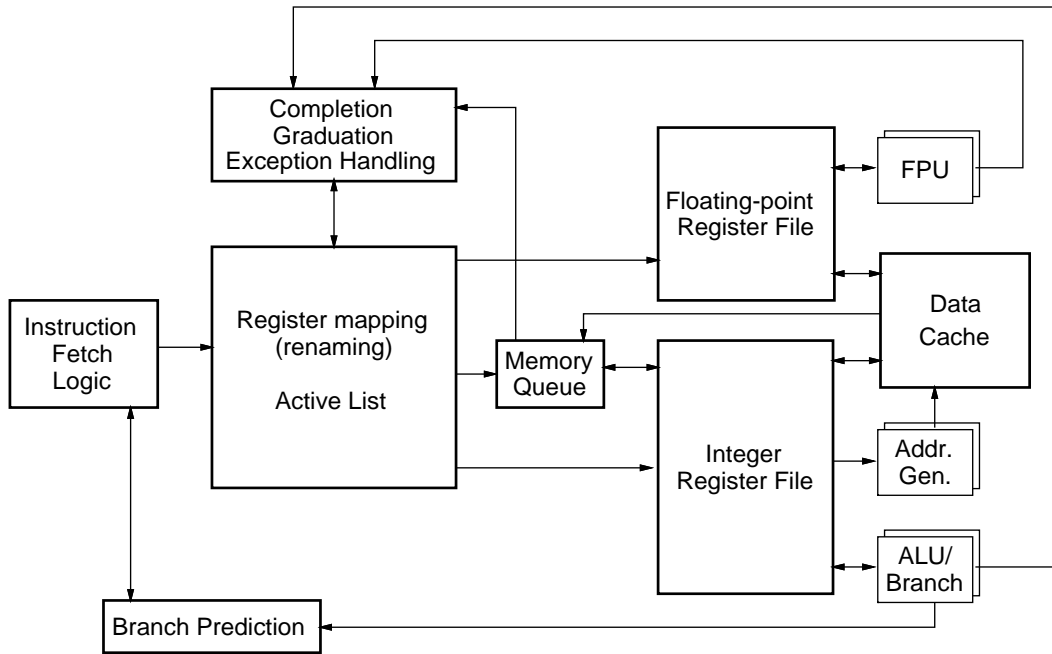 Completion
Graduation
Exception Handling
FPU
Floating-point
Register File
Data
Cache
Instruction
Fetch
Logic
Register mapping
(renaming)
Active List
Memory
Queue
Integer
Register File
Addr.
Gen.
ALU/
Branch
Branch Prediction